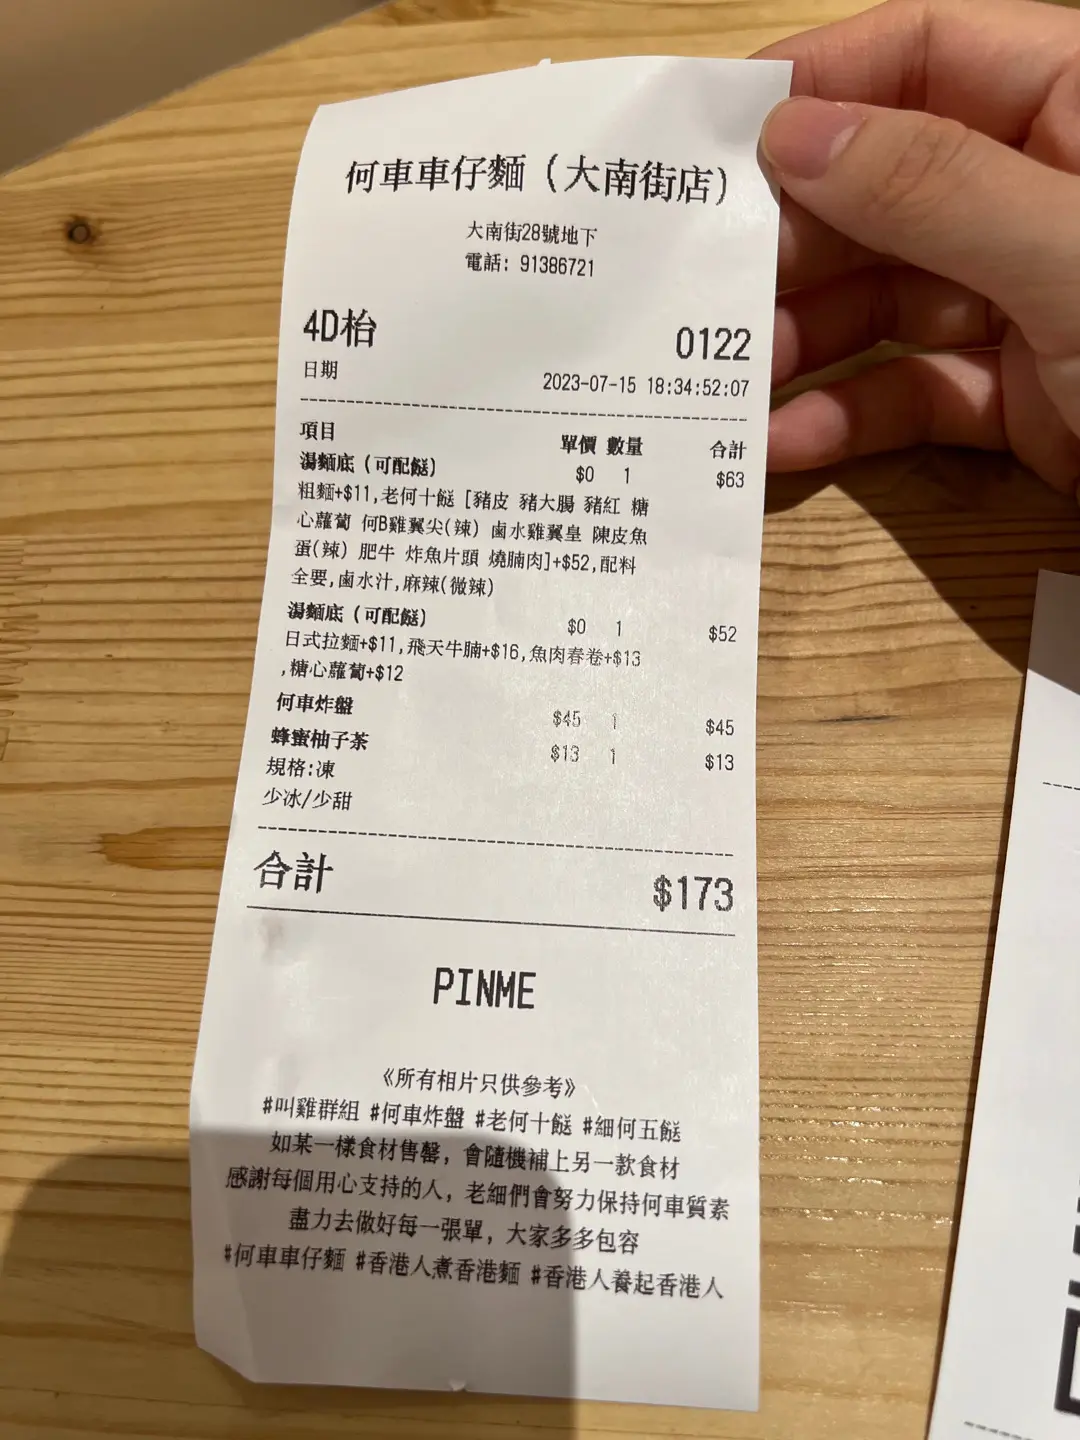 何車車仔麵（大南街店）
大南街28號地下
電話: 91386721
4D枱 0122
日期 2023-07-15 18:34:52:07
項目 單價 數量 合計
湯麵底（可配餸） $0 1 $63
粗麵+$11,老何十餸 [豬皮 豬大腸 豬紅 糖
心蘿蔔 何B雞翼尖(辣) 鹵水雞翼皇 陳皮魚
蛋(辣) 肥牛 炸魚片頭 燒腩肉]+$52,配料
全要,鹵水汁,麻辣(微辣)
湯麵底（可配餸） $0 1 $52
日式拉麵+$11,飛天牛腩+$16,魚肉春卷+$13
,糖心蘿蔔+$12
何車炸盤 $45 1 $45
蜂蜜柚子茶 $13 1 $13
規格:凍
少冰/少甜
合計 $173
PINME
《所有相片只供參考》
#叫雞群組 #何車炸盤 #老何十餸 #細何五餸
如某一樣食材售罄，會隨機補上另一款食材
感謝每個用心支持的人，老細們會努力保持何車質素
盡力去做好每一張單，大家多多包容
#何車車仔麵 #香港人煮香港麵 #香港人養起香港人